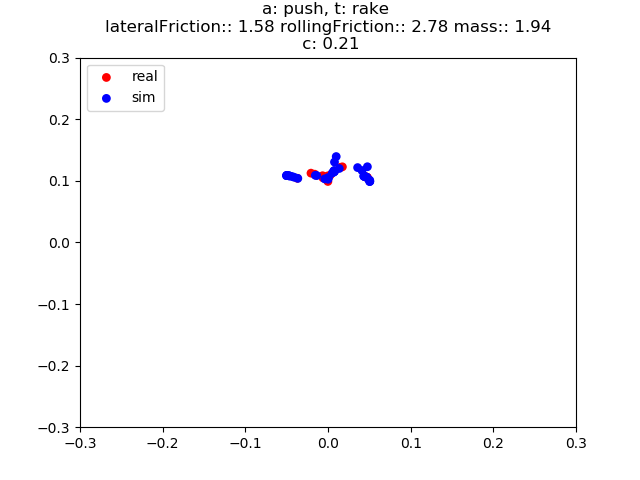 a: push, t: rake
lateralFriction:: 1.58 rollingFriction:: 2.78 mass:: 1.94
c: 0.21
real
sim
0.3
0.2
0.1
0.0
−0.1
−0.2
−0.3
−0.3 −0.2 −0.1 0.0 0.1 0.2 0.3